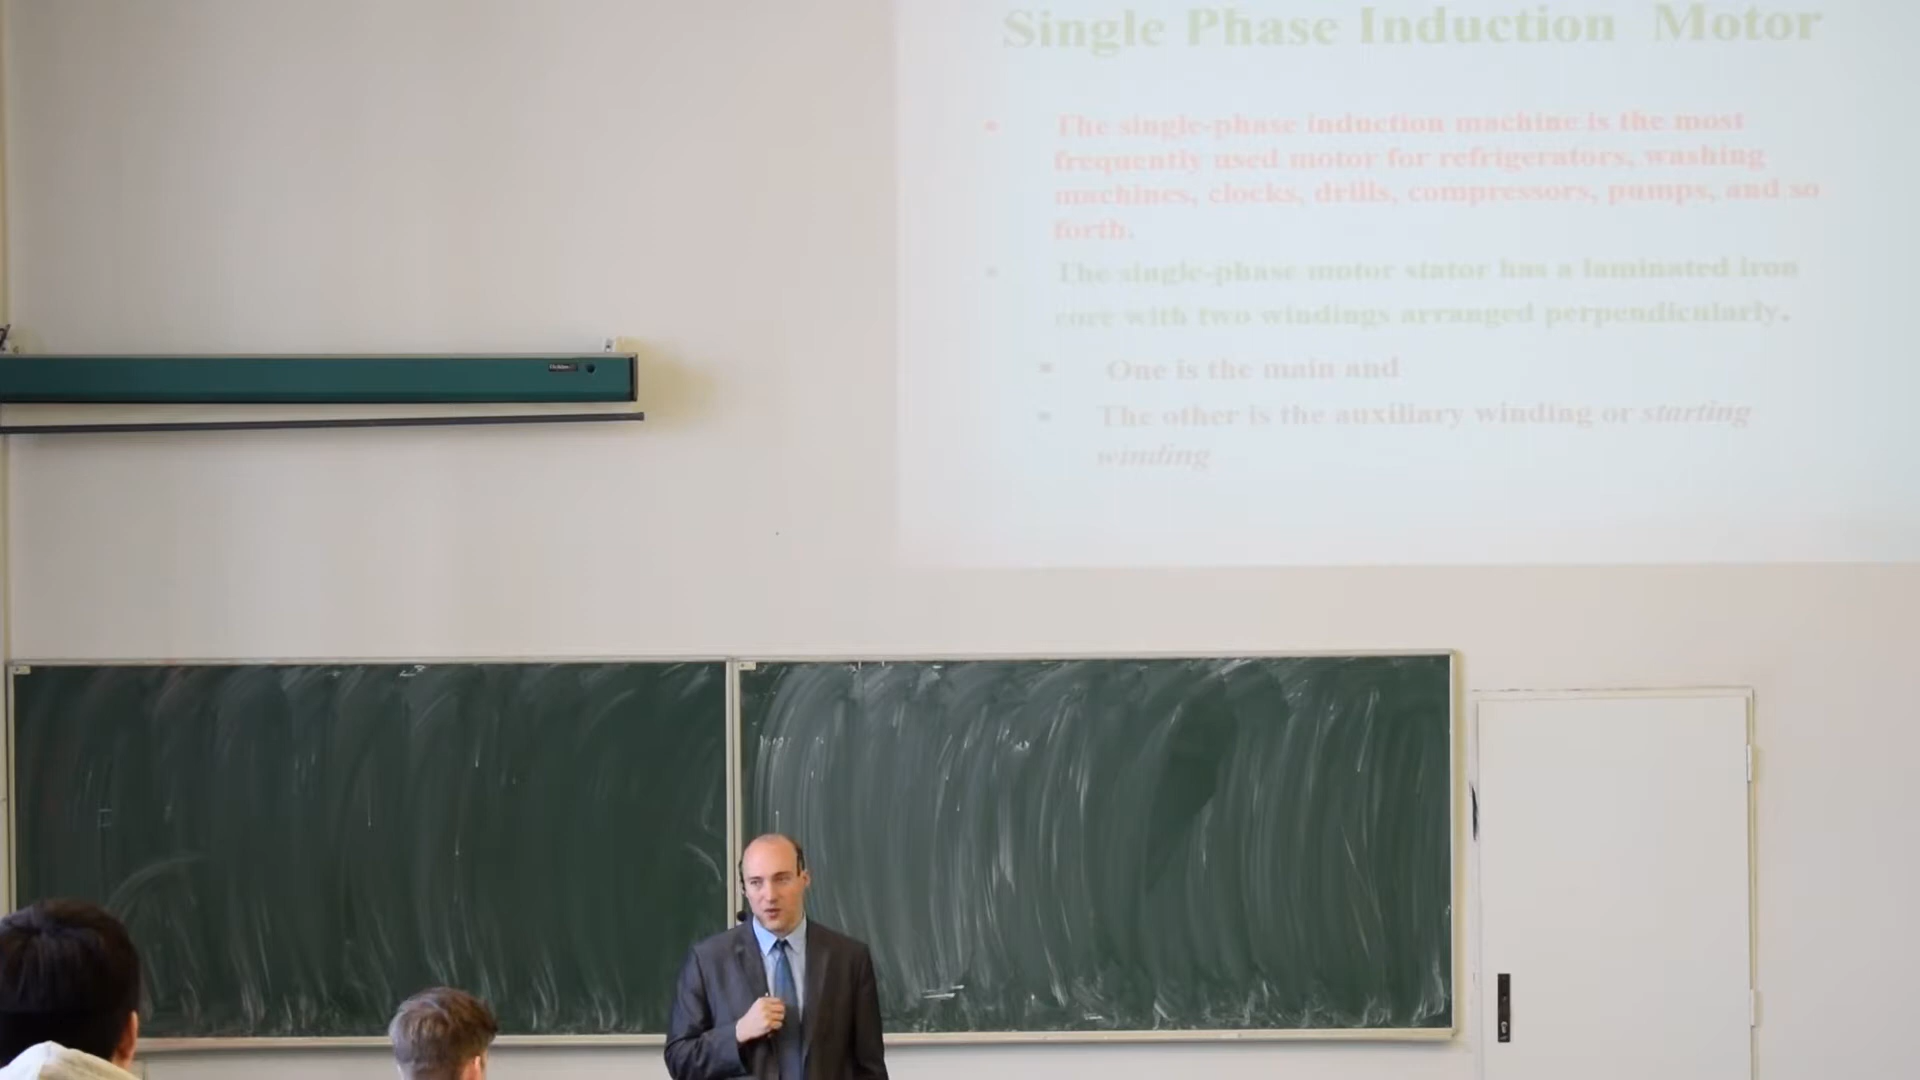 Single Phase Induction Motor
• The single-phase induction machine is the most
frequently used motor for refrigerators, washing
machines, clocks, drills, compressors, pumps, and so
forth.
• The single-phase motor stator has a laminated iron
core with two windings arranged perpendicularly.
• One is the main and
• The other is the auxiliary winding or starting
winding